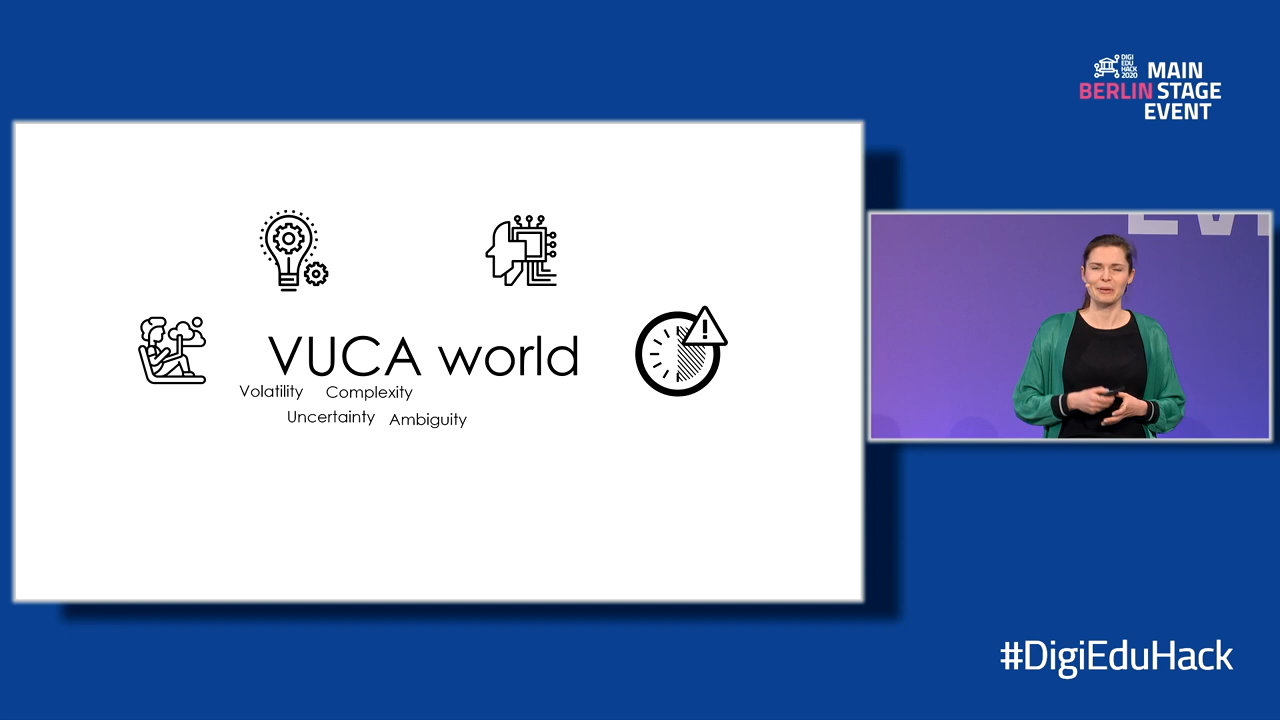 DIGI
EDU
HACK
2020
MAIN
BERLIN STAGE
EVENT
VUCA world
Volatility Complexity
Uncertainty Ambiguity
#DigiEduHack